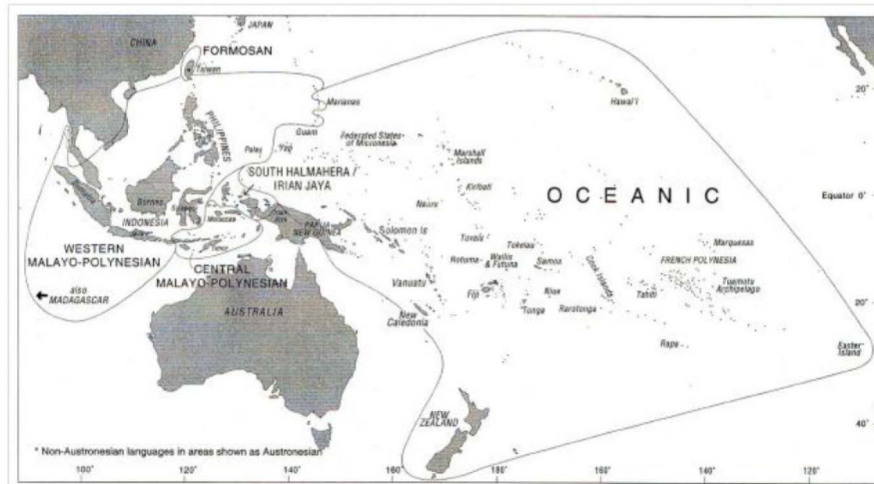 JAPAN
CHINA
FORMOSAN
Taiwan
20°
Hawai'i
Marianas
PHILIPPINES
Guam
Yap
Federated States
of Micronesia
Marshall
Islands
SOUTH HALMAHERA /
IRIAN JAYA
Kiribati
OCEANIC
Equator 0°
Borneo
Nauru
INDONESIA
Moluccas
PAPUA
NEW GUINEA
Solomon Is
WESTERN
MALAYO-POLYNESIAN
CENTRAL
MALAYO-POLYNESIAN
Tuvalu
Tokelau
Marquesas
Rotuma
Wallis
& Futuna
Samoa
FRENCH POLYNESIA
also
MADAGASCAR
Cook Islands
Tuamotu
Archipelago
Vanuatu
Fiji
Niue
Tahiti
AUSTRALIA
New
Caledonia
Tonga
Rarotonga
20°
Rapa
Easter
Island
NEW
ZEALAND
40°
* Non-Austronesian languages in areas shown as Austronesian
100° 120° 140° 160° 180° 160° 140° 120°